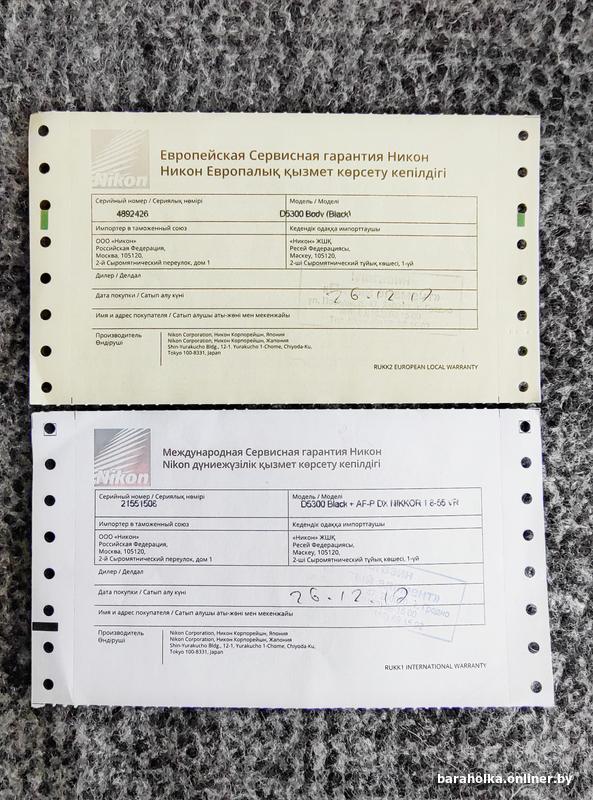 Nikon
Европейская Сервисная гарантия Никон
Никон Еуропалық қызмет көрсету кепілдігі
Серийный номер / Сериялық нөмірі
Модель / Моделі
4892426
D5300 Body (Black)
Импортер в таможенный союз
Кедендік одаққа импорттаушы
ООО «Никон»
Российская Федерация,
Москва, 105120,
2-й Сыромятнический переулок, дом 1
«Никон» ЖШҚ
Ресей Федерациясы,
Мәскеу, 105120,
2-ші Сыромятнический тұйық көшесі, 1-үй
Дилер / Делдал
Дата покупки / Сатып алу күні
26.12.17
Имя и адрес покупателя / Сатып алушы аты-жөні мен мекенжайы
Производитель
Өндіруші
Nikon Corporation, Никон Корпорейшн, Япония
Nikon Corporation, Никон Корпорейшн, Жапония
Shin-Yurakucho Bldg., 12-1, Yurakucho 1-Chome, Chiyoda-Ku,
Tokyo 100-8331, Japan
RUKK2 EUROPEAN LOCAL WARRANTY
Nikon
Международная Сервисная гарантия Никон
Nikon дүниежүзілік қызмет көрсету кепілдігі
Серийный номер / Сериялық нөмірі
Модель / Моделі
21551506
D5300 Black + AF-P DX NIKKOR 18-55 VR
Импортер в таможенный союз
Кедендік одаққа импорттаушы
ООО «Никон»
Российская Федерация,
Москва, 105120,
2-й Сыромятнический переулок, дом 1
«Никон» ЖШҚ
Ресей Федерациясы,
Мәскеу, 105120,
2-ші Сыромятнический тұйық көшесі, 1-үй
Дилер / Делдал
Дата покупки / Сатып алу күні
26.12.17
Имя и адрес покупателя / Сатып алушы аты-жөні мен мекенжайы
Производитель
Өндіруші
Nikon Corporation, Никон Корпорейшн, Япония
Nikon Corporation, Никон Корпорейшн, Жапония
Shin-Yurakucho Bldg., 12-1, Yurakucho 1-Chome, Chiyoda-Ku,
Tokyo 100-8331, Japan
RUKK1 INTERNATIONAL WARRANTY
baraholka.onliner.by